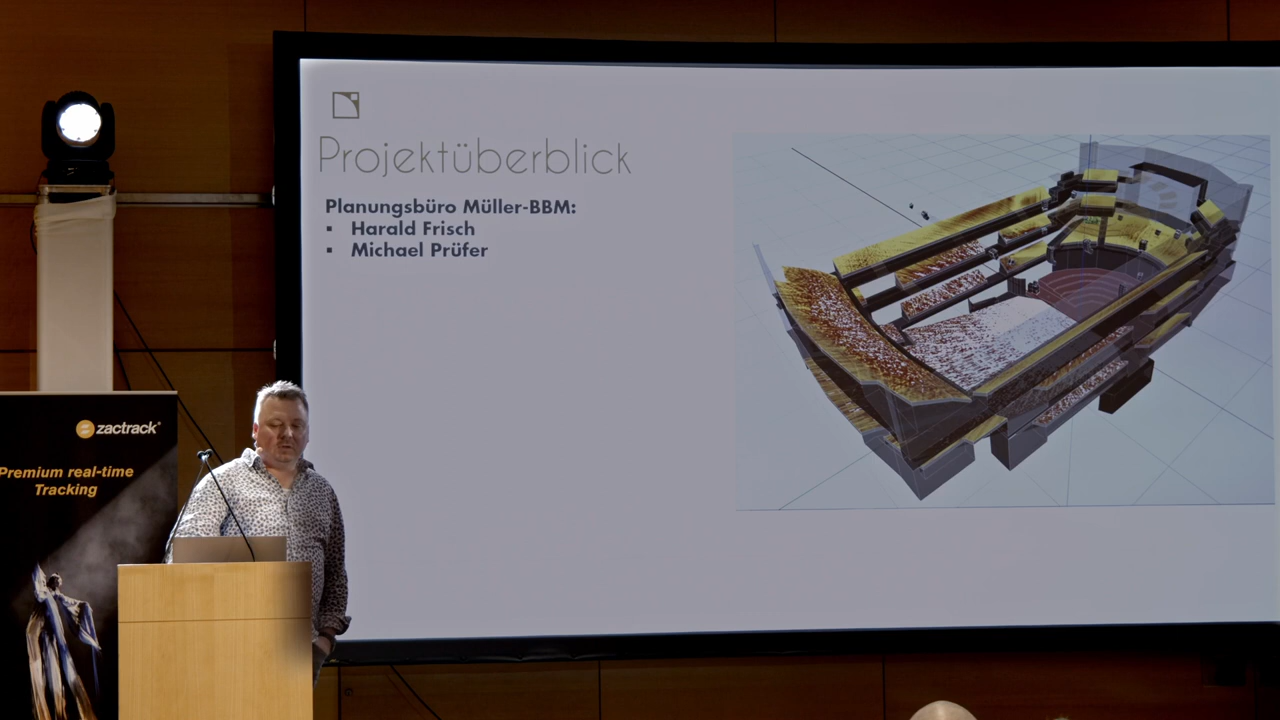 Projektüberblick
Planungsbüro Müller-BBM:
▪ Harald Frisch
▪ Michael Prüfer
zactrack®
Premium real-time
Tracking